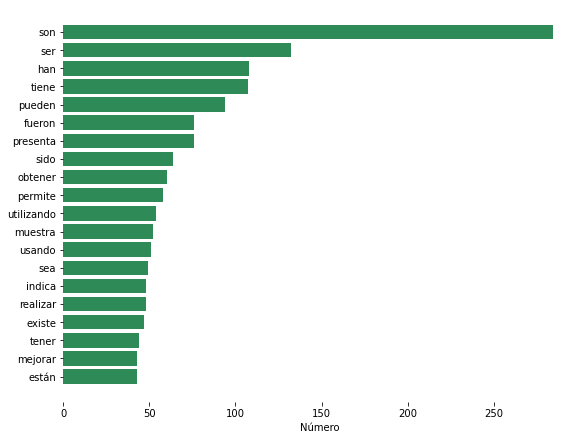 son
ser
han
tiene
pueden
fueron
presenta
sido
obtener
permite
utilizando
muestra
usando
sea
indica
realizar
existe
tener
mejorar
están
0 50 100 150 200 250
Número